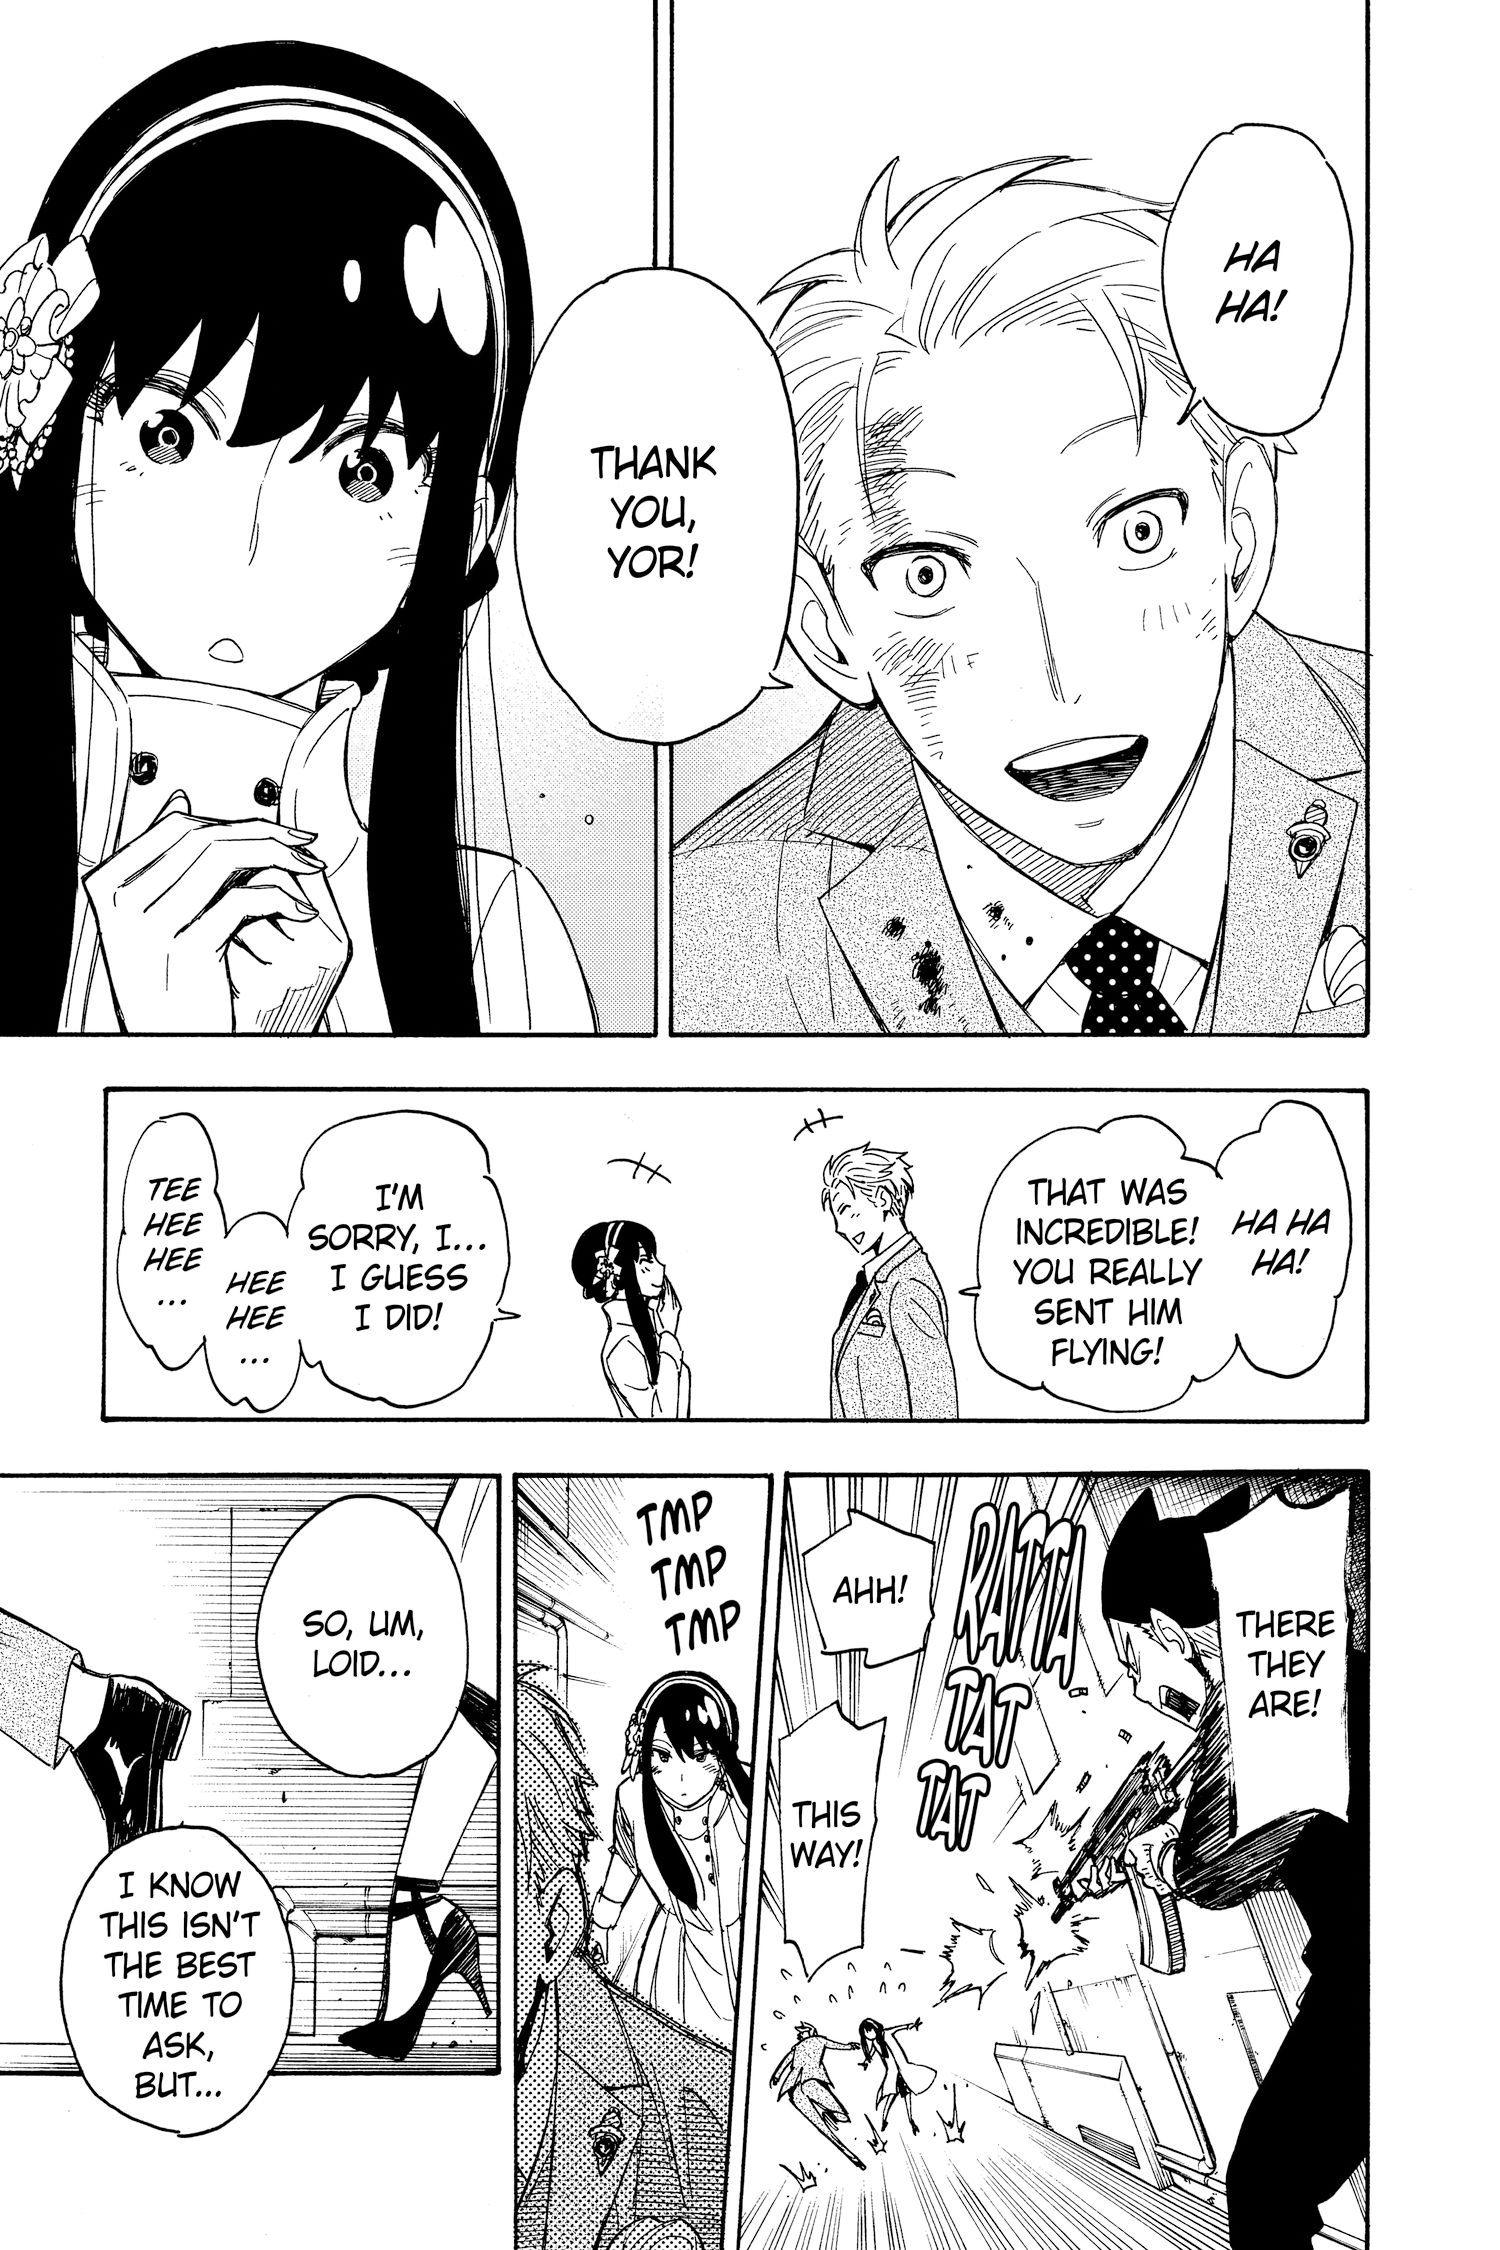 HA
HA!
THANK
YOU,
YOR!
HA HA
HA!
THAT WAS
INCREDIBLE!
YOU REALLY
SENT HIM
FLYING!
I'M
SORRY, I...
I GUESS
I DID!
HEE
HEE
...
TEE
HEE
HEE
...
THERE
THEY
ARE!
RATTA
TAT
TAT
AHH!
THIS
WAY!
TMP
TMP
TMP
SO, UM,
LOID...
I KNOW
THIS ISN'T
THE BEST
TIME TO
ASK,
BUT...